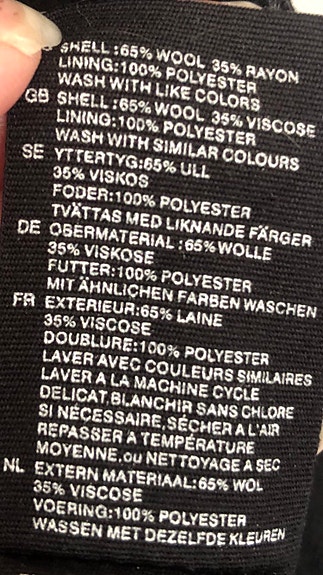 SHELL:65% WOOL 35% RAYON
LINING:100% POLYESTER
WASH WITH LIKE COLORS
GB SHELL:65% WOOL 35% VISCOSE
LINING:100% POLYESTER
WASH WITH SIMILAR COLOURS
SE YTTERTYG:65% ULL
35% VISKOS
FODER:100% POLYESTER
TVÄTTAS MED LIKNANDE FÄRGER
DE OBERMATERIAL:65% WOLLE
35% VISKOSE
FUTTER:100% POLYESTER
MIT ÄHNLICHEN FARBEN WASCHEN
FR EXTERIEUR:65% LAINE
35% VISCOSE
DOUBLURE:100% POLYESTER
LAVER AVEC COULEURS SIMILAIRES
LAVER A LA MACHINE CYCLE
DELICAT,BLANCHIR SANS CHLORE
SI NÉCESSAIRE,SÉCHER A L'AIR
REPASSER A TEMPÉRATURE
MOYENNE,ou NETTOYAGE A SEC
NL EXTERN MATERIAAL:65% WOL
35% VISCOSE
VOERING:100% POLYESTER
WASSEN MET DEZELFDE KLEUREN